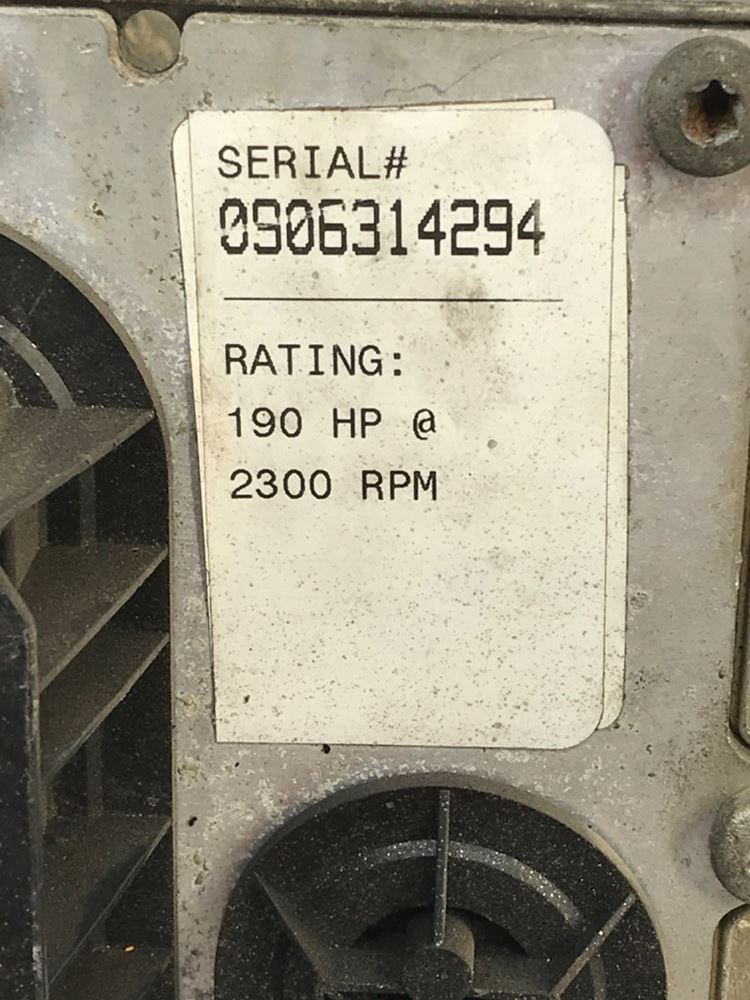 SERIAL#
0906314294
RATING:
190 HP @
2300 RPM